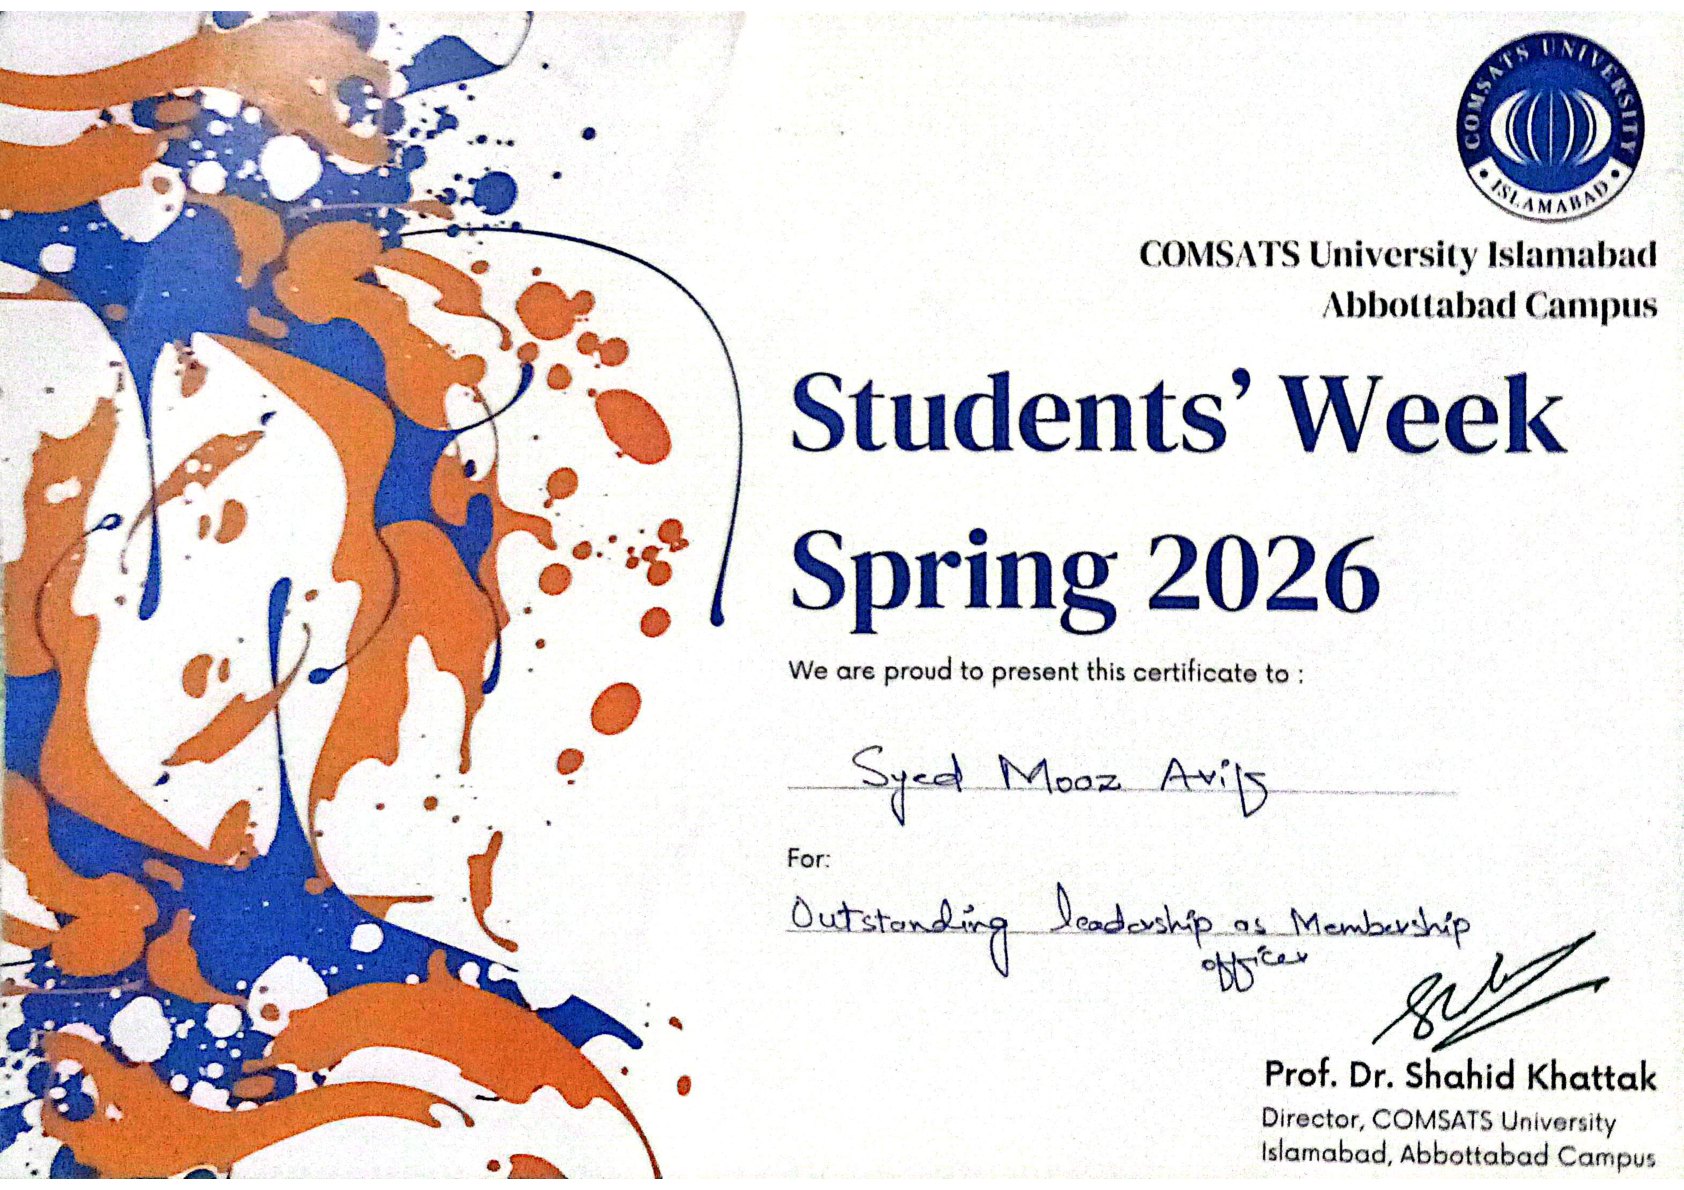 COMSATS UNIVERSITY
ISLAMABAD
COMSATS University Islamabad
Abbottabad Campus
Students' Week
Spring 2026
We are proud to present this certificate to :
Syed Mooz Arif
For:
Outstanding leadership as Membership
officer
Prof. Dr. Shahid Khattak
Director, COMSATS University
Islamabad, Abbottabad Campus